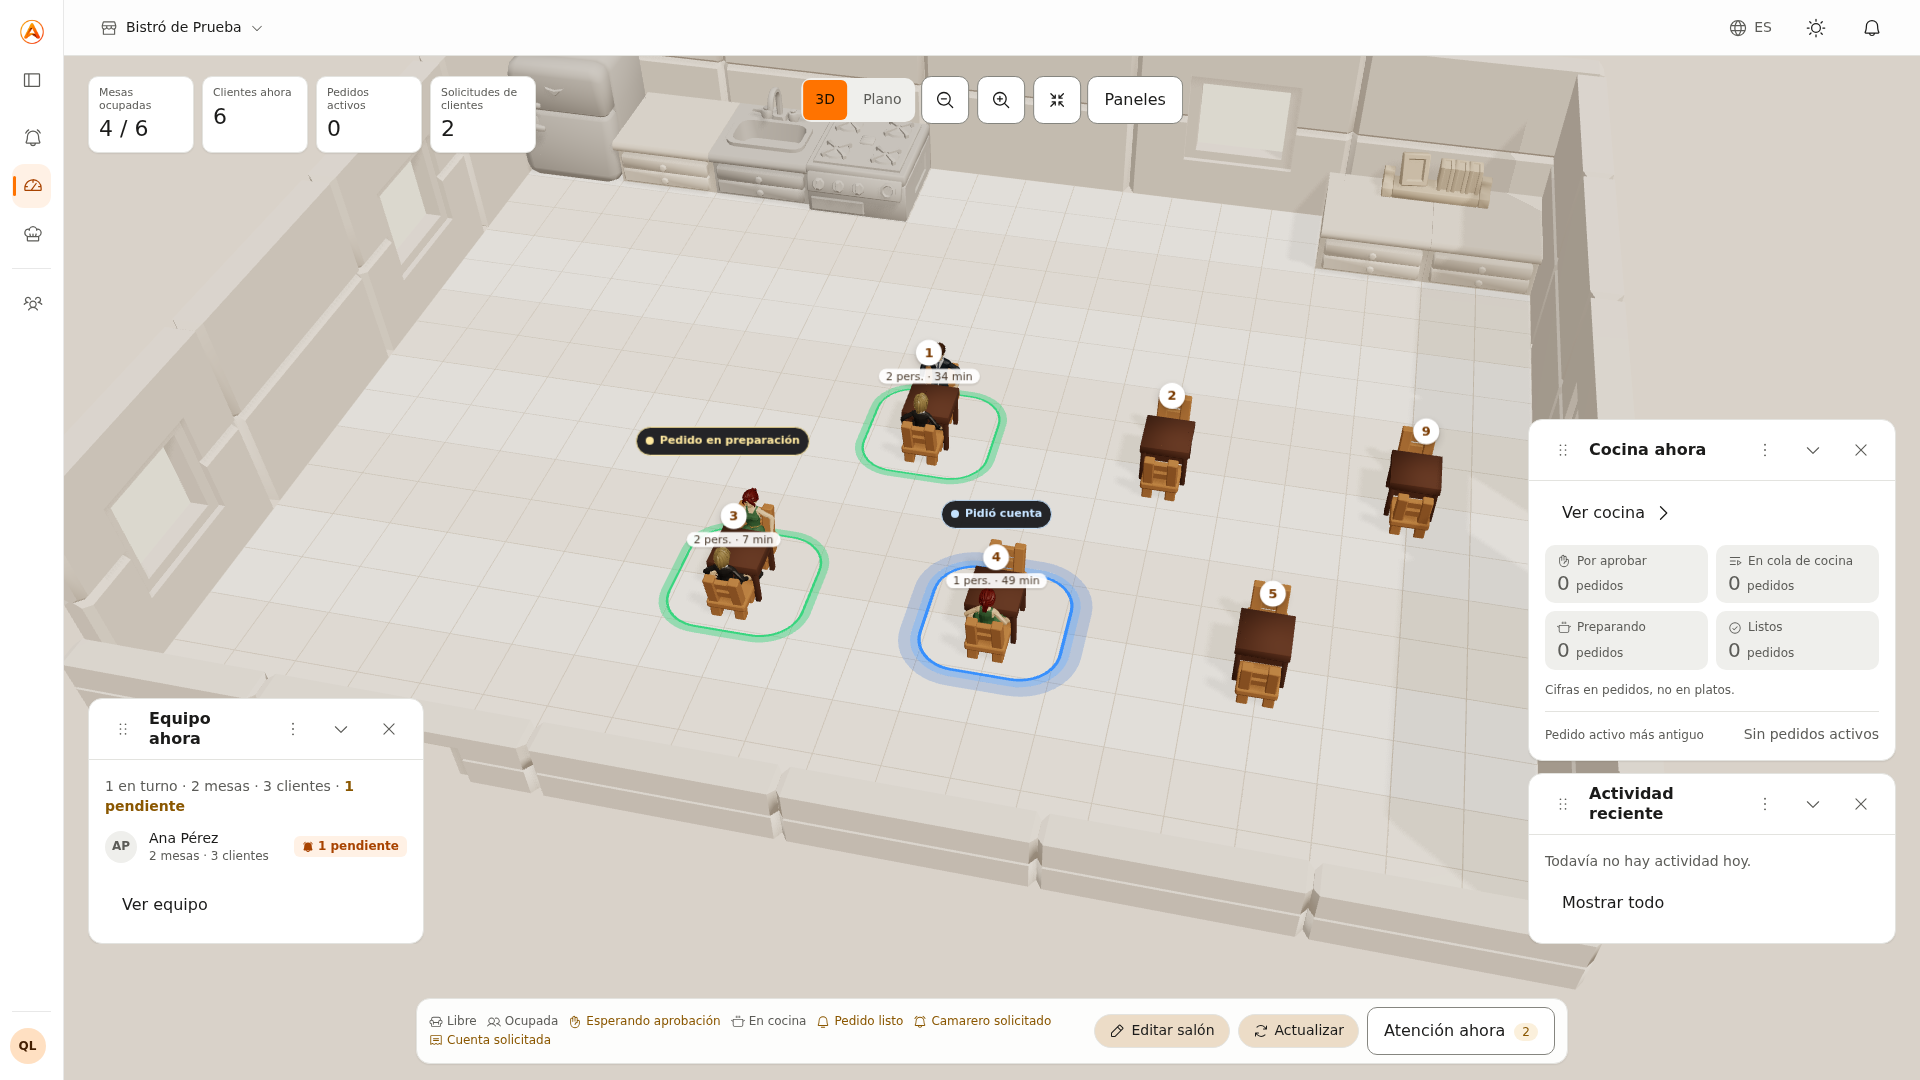 Bistró de Prueba
ES
Mesas
ocupadas
4 / 6
Clientes ahora
6
Pedidos
activos
0
Solicitudes de
clientes
2
3D
Plano
Paneles
1
2 pers. · 34 min
2
9
Pedido en preparación
3
2 pers. · 7 min
Pidió cuenta
4
1 pers. · 49 min
5
Cocina ahora
Ver cocina
Por aprobar
0 pedidos
En cola de cocina
0 pedidos
Preparando
0 pedidos
Listos
0 pedidos
Cifras en pedidos, no en platos.
Pedido activo más antiguo
Sin pedidos activos
Equipo
ahora
1 en turno · 2 mesas · 3 clientes · 1
pendiente
AP
Ana Pérez
2 mesas · 3 clientes
1 pendiente
Ver equipo
Actividad
reciente
Todavía no hay actividad hoy.
Mostrar todo
Libre
Ocupada
Esperando aprobación
En cocina
Pedido listo
Camarero solicitado
Cuenta solicitada
Editar salón
Actualizar
Atención ahora 2
QL